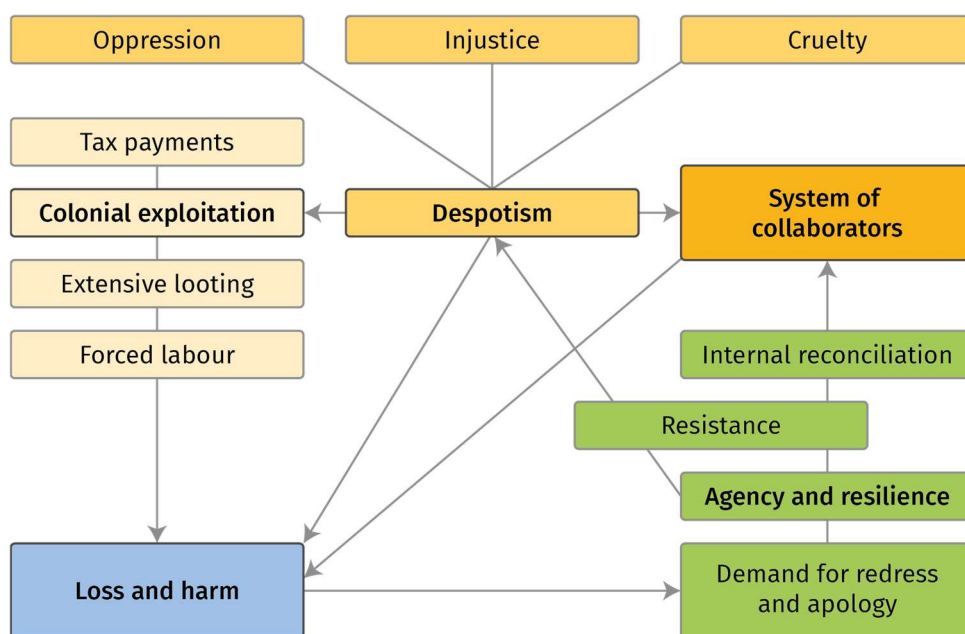 Oppression
Injustice
Cruelty
Tax payments
Colonial exploitation
Despotism
System of
collaborators
Extensive looting
Forced labour
Internal reconciliation
Resistance
Agency and resilience
Loss and harm
Demand for redress
and apology